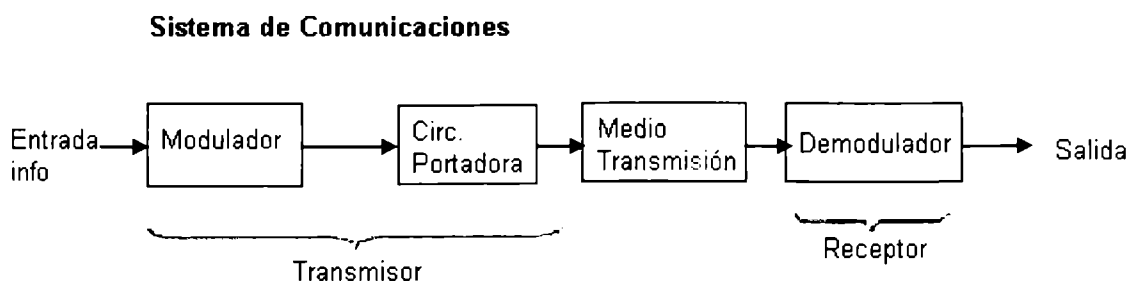 Sistema de Comunicaciones
Entrada
info
Modulador
Circ.
Portadora
Medio
Transmisión
Demodulador
Salida
Transmisor
Receptor